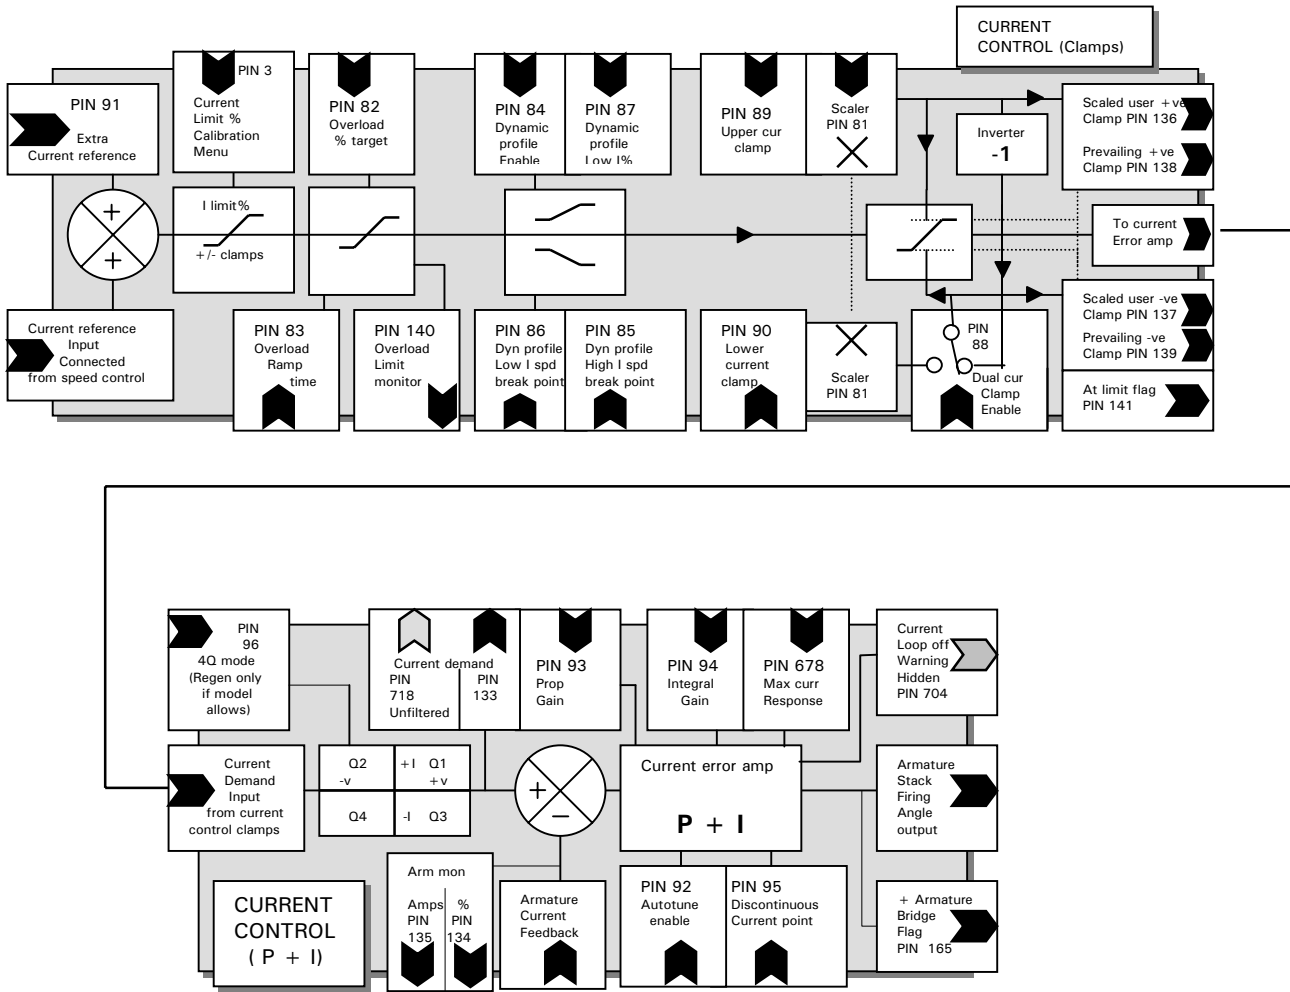 CURRENT
CONTROL (Clamps)
PIN 91
Extra
Current reference
PIN 3
Current
Limit %
Calibration
Menu
PIN 82
Overload
% target
PIN 84
Dynamic
profile
Enable
PIN 87
Dynamic
profile
Low I%
PIN 89
Upper cur
clamp
Scaler
PIN 81
Inverter
-1
Scaled user +ve
Clamp PIN 136
Prevailing +ve
Clamp PIN 138
+
+
I limit%
+/- clamps
To current
Error amp
Current reference
Input
Connected
from speed control
PIN 83
Overload
Ramp
time
PIN 140
Overload
Limit
monitor
PIN 86
Dyn profile
Low I spd
break point
PIN 85
Dyn profile
High I spd
break point
PIN 90
Lower
current
clamp
Scaler
PIN 81
PIN
88
Dual cur
Clamp
Enable
Scaled user -ve
Clamp PIN 137
Prevailing -ve
Clamp PIN 139
At limit flag
PIN 141
PIN
96
4Q mode
(Regen only
if model
allows)
Current demand
PIN
718
Unfiltered
PIN
133
PIN 93
Prop
Gain
PIN 94
Integral
Gain
PIN 678
Max curr
Response
Current
Loop off
Warning
Hidden
PIN 704
Current
Demand
Input
from current
control clamps
Q2
-v
+I Q1
+v
Q4
-I Q3
+
–
Current error amp
P + I
Armature
Stack
Firing
Angle
output
CURRENT
CONTROL
( P + I)
Arm mon
Amps
PIN
135
%
PIN
134
Armature
Current
Feedback
PIN 92
Autotune
enable
PIN 95
Discontinuous
Current point
+ Armature
Bridge
Flag
PIN 165